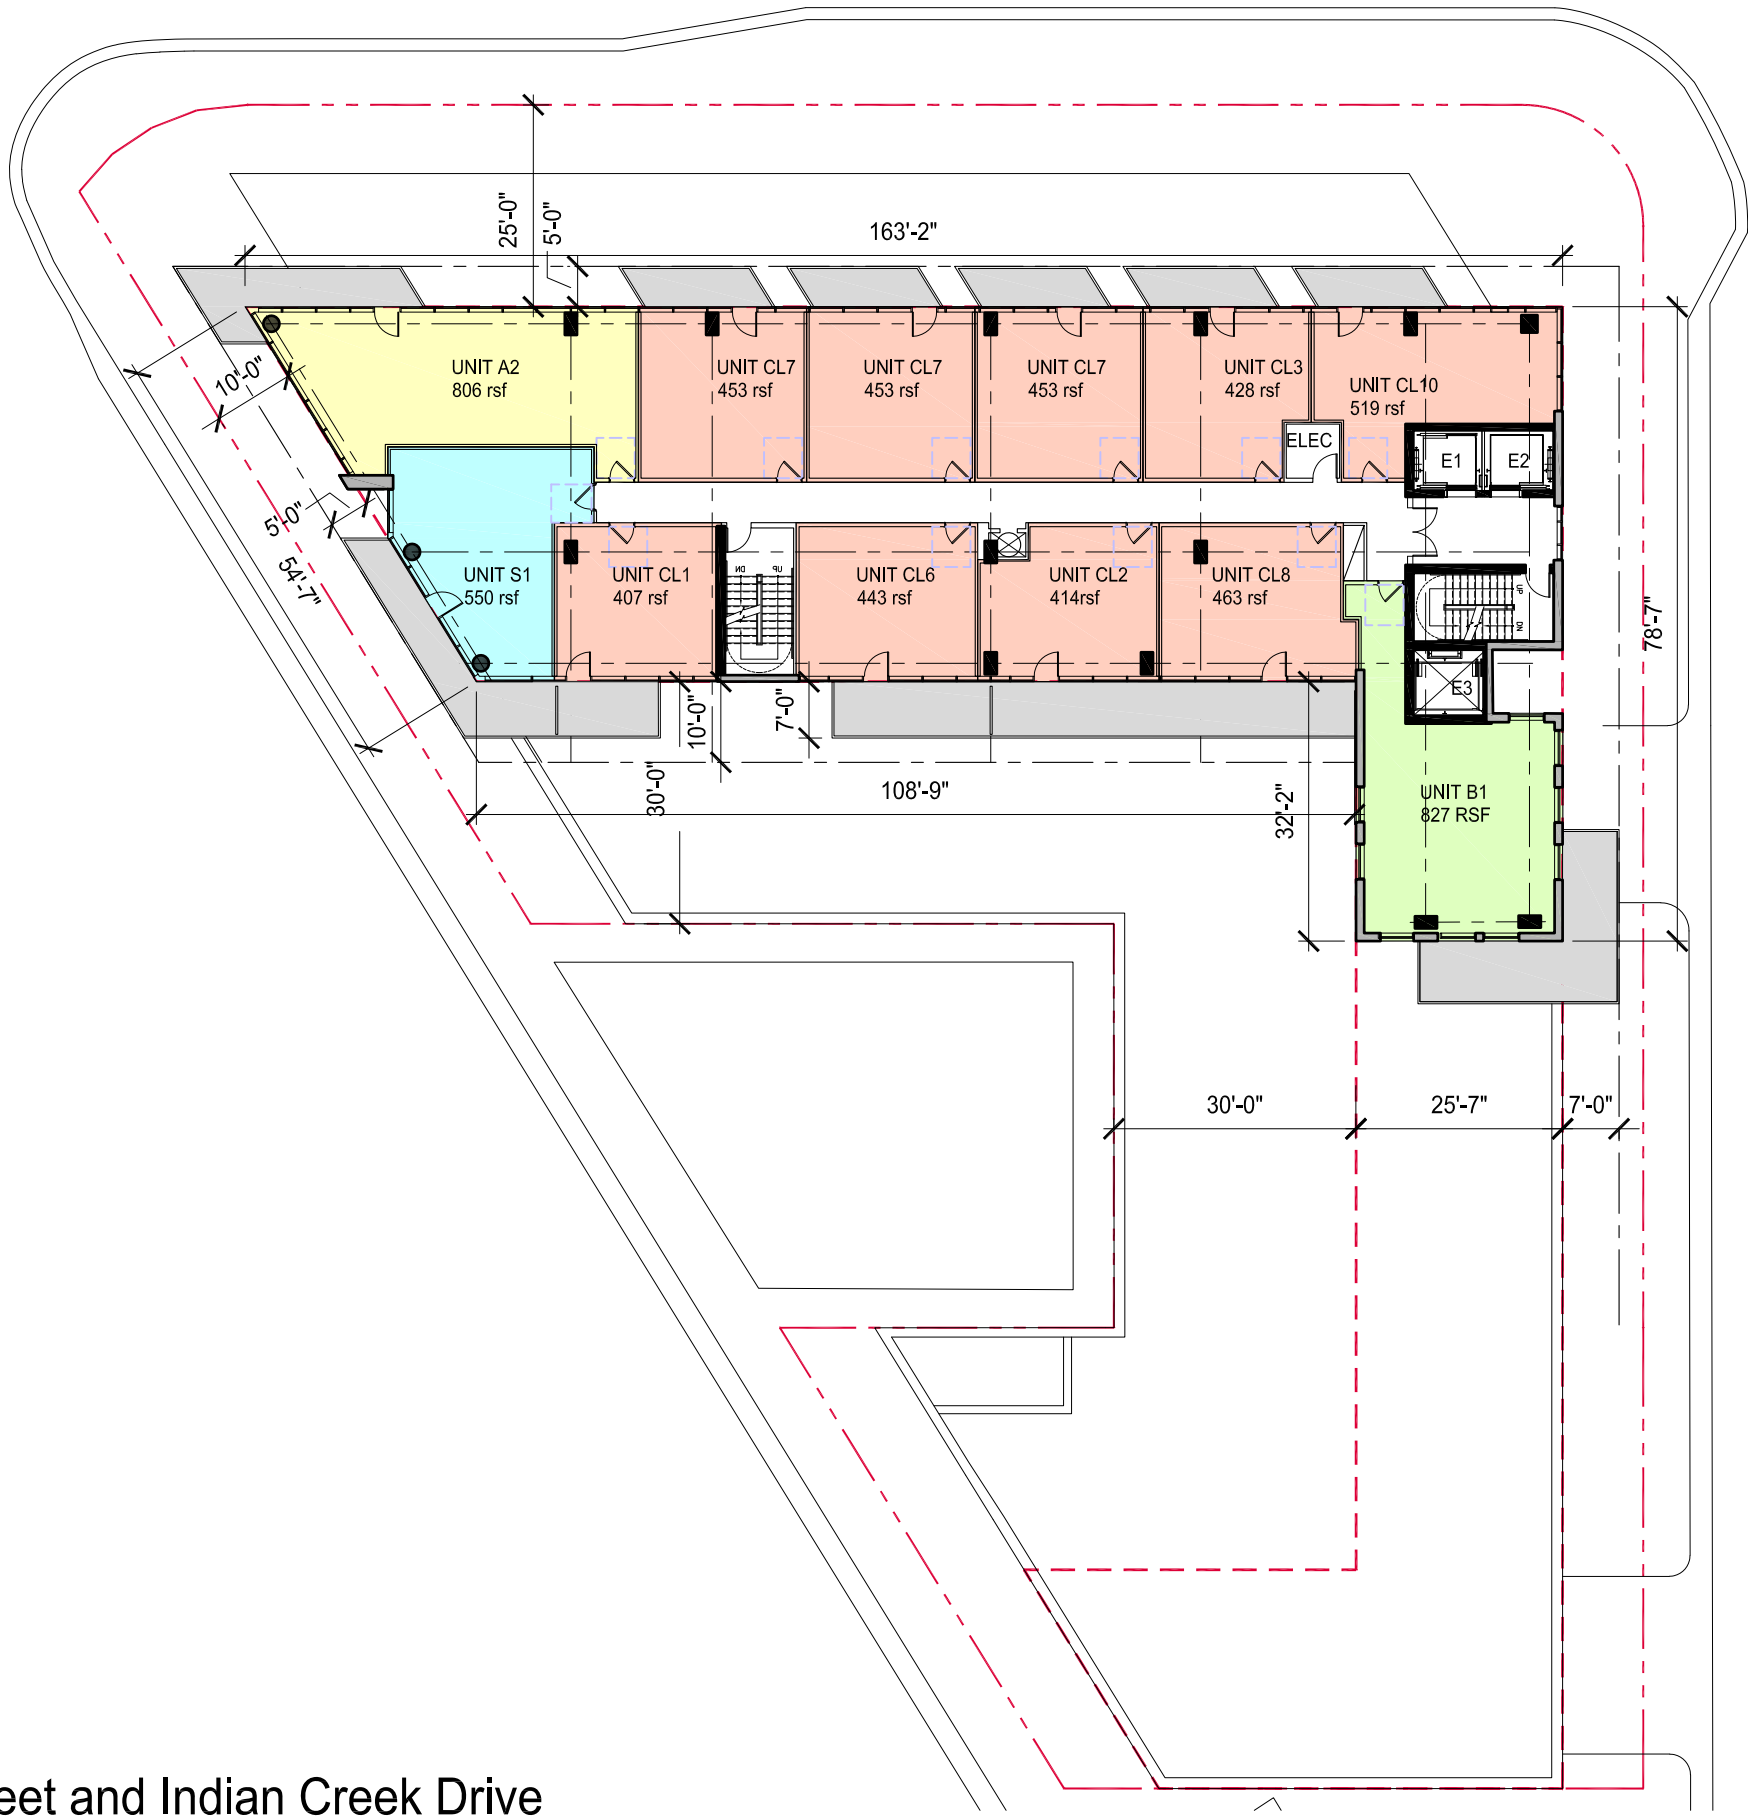 25'-0"
5'-0"
163'-2"
UNIT A2
806 rsf
UNIT CL7
453 rsf
UNIT CL7
453 rsf
UNIT CL7
453 rsf
UNIT CL3
428 rsf
UNIT CL10
519 rsf
10'-0"
ELEC
E1
E2
5'-0"
54'-7"
UNIT S1
550 rsf
UNIT CL1
407 rsf
DN
UP
UNIT CL6
443 rsf
UNIT CL2
414rsf
UNIT CL8
463 rsf
UP
DN
78'-7"
E3
10'-0"
7'-0"
30'-0"
108'-9"
32'-2"
UNIT B1
827 RSF
30'-0"
25'-7"
7'-0"
eet and Indian Creek Drive